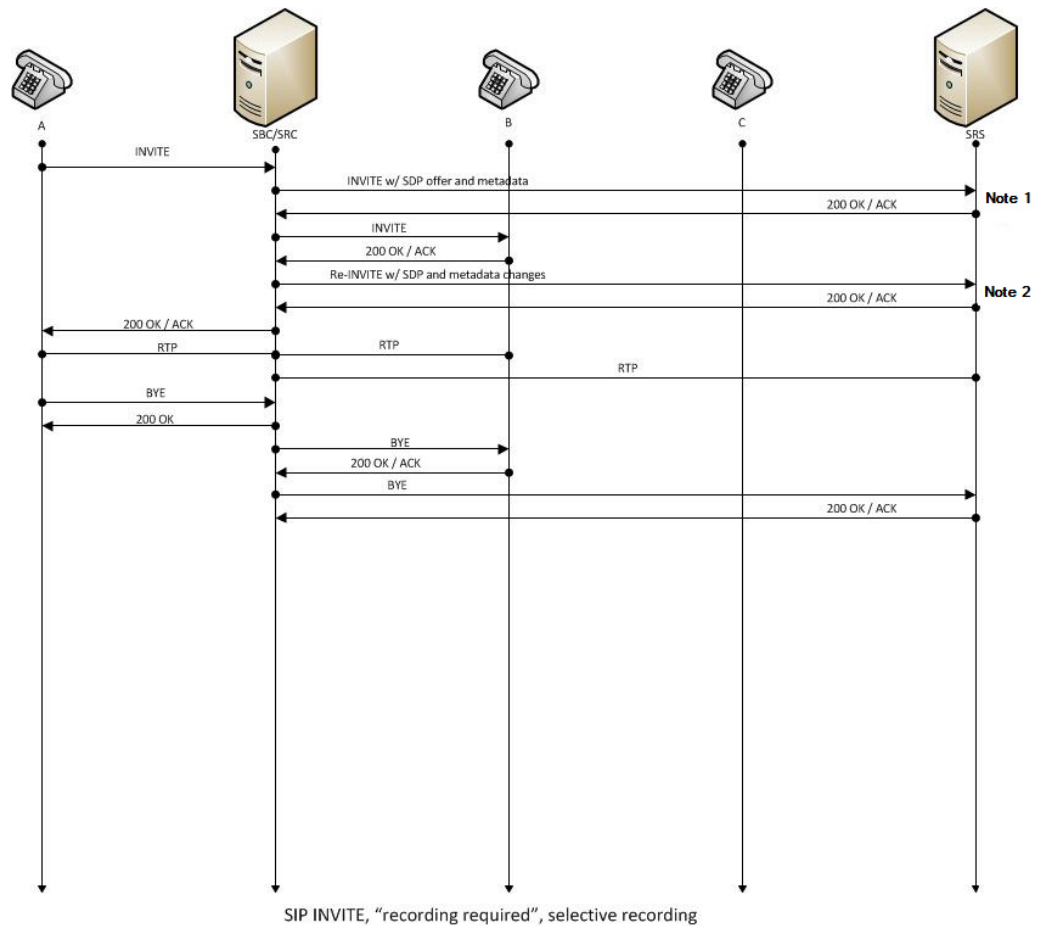 A
SBC/SRC
B
C
SRS
INVITE
INVITE w/ SDP offer and metadata
Note 1
200 OK / ACK
INVITE
200 OK / ACK
Re-INVITE w/ SDP and metadata changes
Note 2
200 OK / ACK
200 OK / ACK
RTP
RTP
RTP
BYE
200 OK
BYE
200 OK / ACK
BYE
200 OK / ACK
SIP INVITE, “recording required”, selective recording